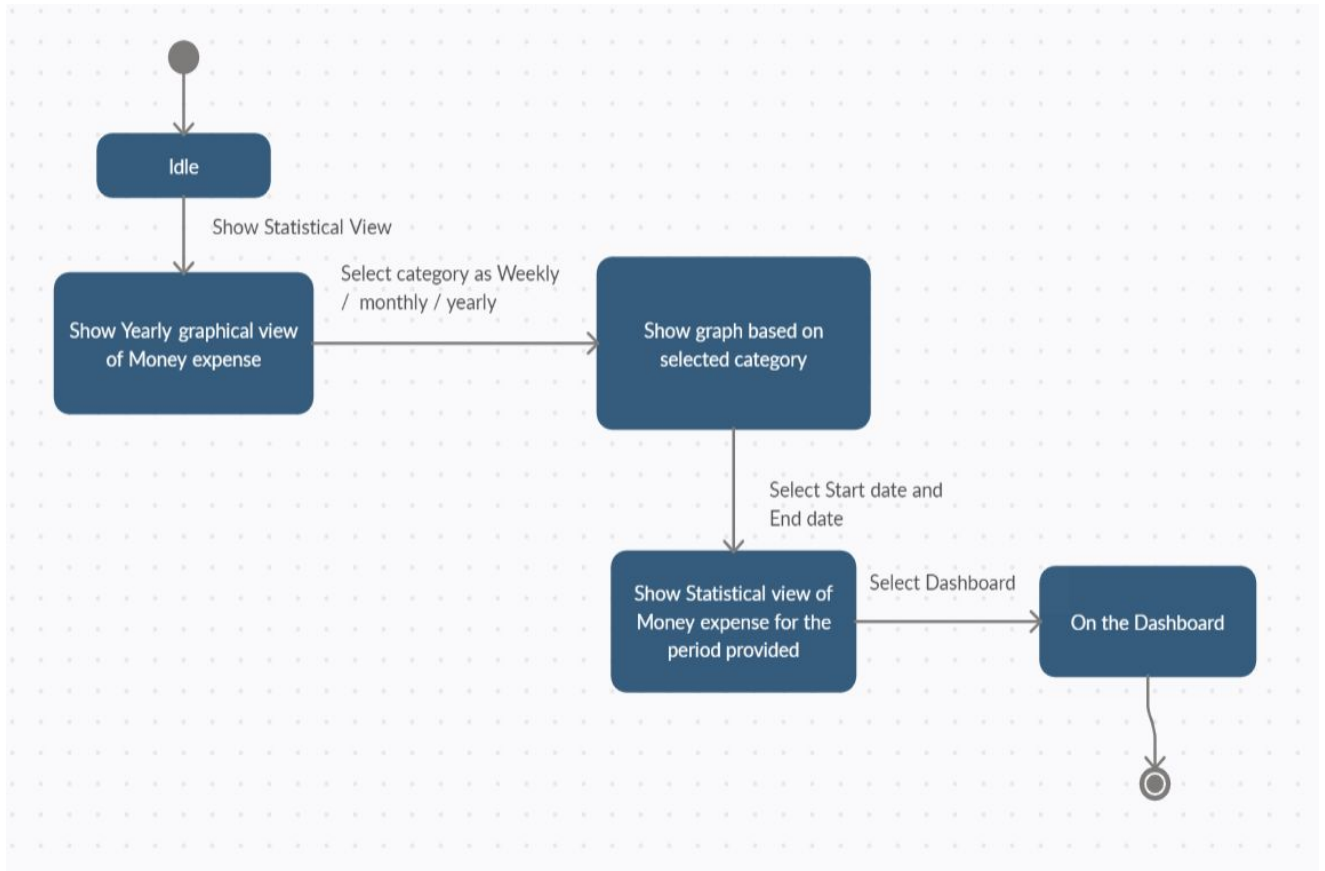 Idle
Show Statistical View
Select category as Weekly
/ monthly / yearly
Show Yearly graphical view
of Money expense
Show graph based on
selected category
Select Start date and
End date
Show Statistical view of
Money expense for the
period provided
Select Dashboard
On the Dashboard